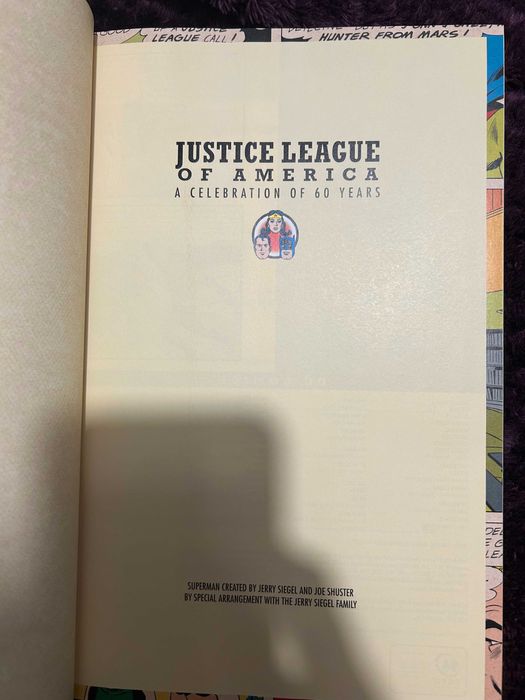 LEAGUE CALL!
HUNTER FROM MARS!
JUSTICE LEAGUE
OF AMERICA
A CELEBRATION OF 60 YEARS
SUPERMAN CREATED BY JERRY SIEGEL AND JOE SHUSTER
BY SPECIAL ARRANGEMENT WITH THE JERRY SIEGEL FAMILY